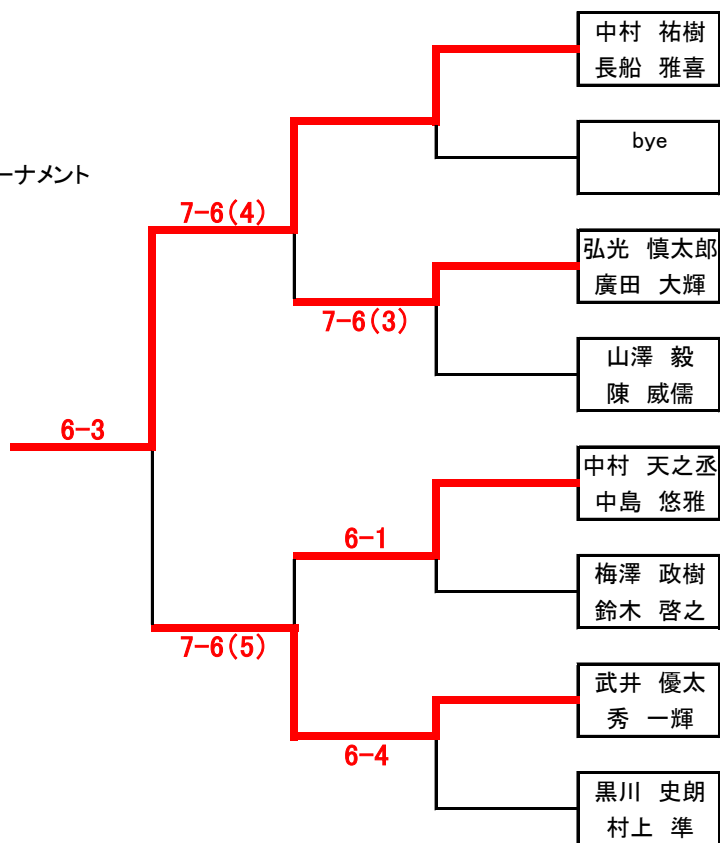 中村 祐樹
長船 雅喜
bye
ーナメント
7-6(4)
弘光 慎太郎
廣田 大輝
7-6(3)
山澤 毅
陳 威儒
6-3
中村 天之丞
中島 悠雅
6-1
梅澤 政樹
鈴木 啓之
7-6(5)
武井 優太
秀 一輝
6-4
黒川 史朗
村上 準